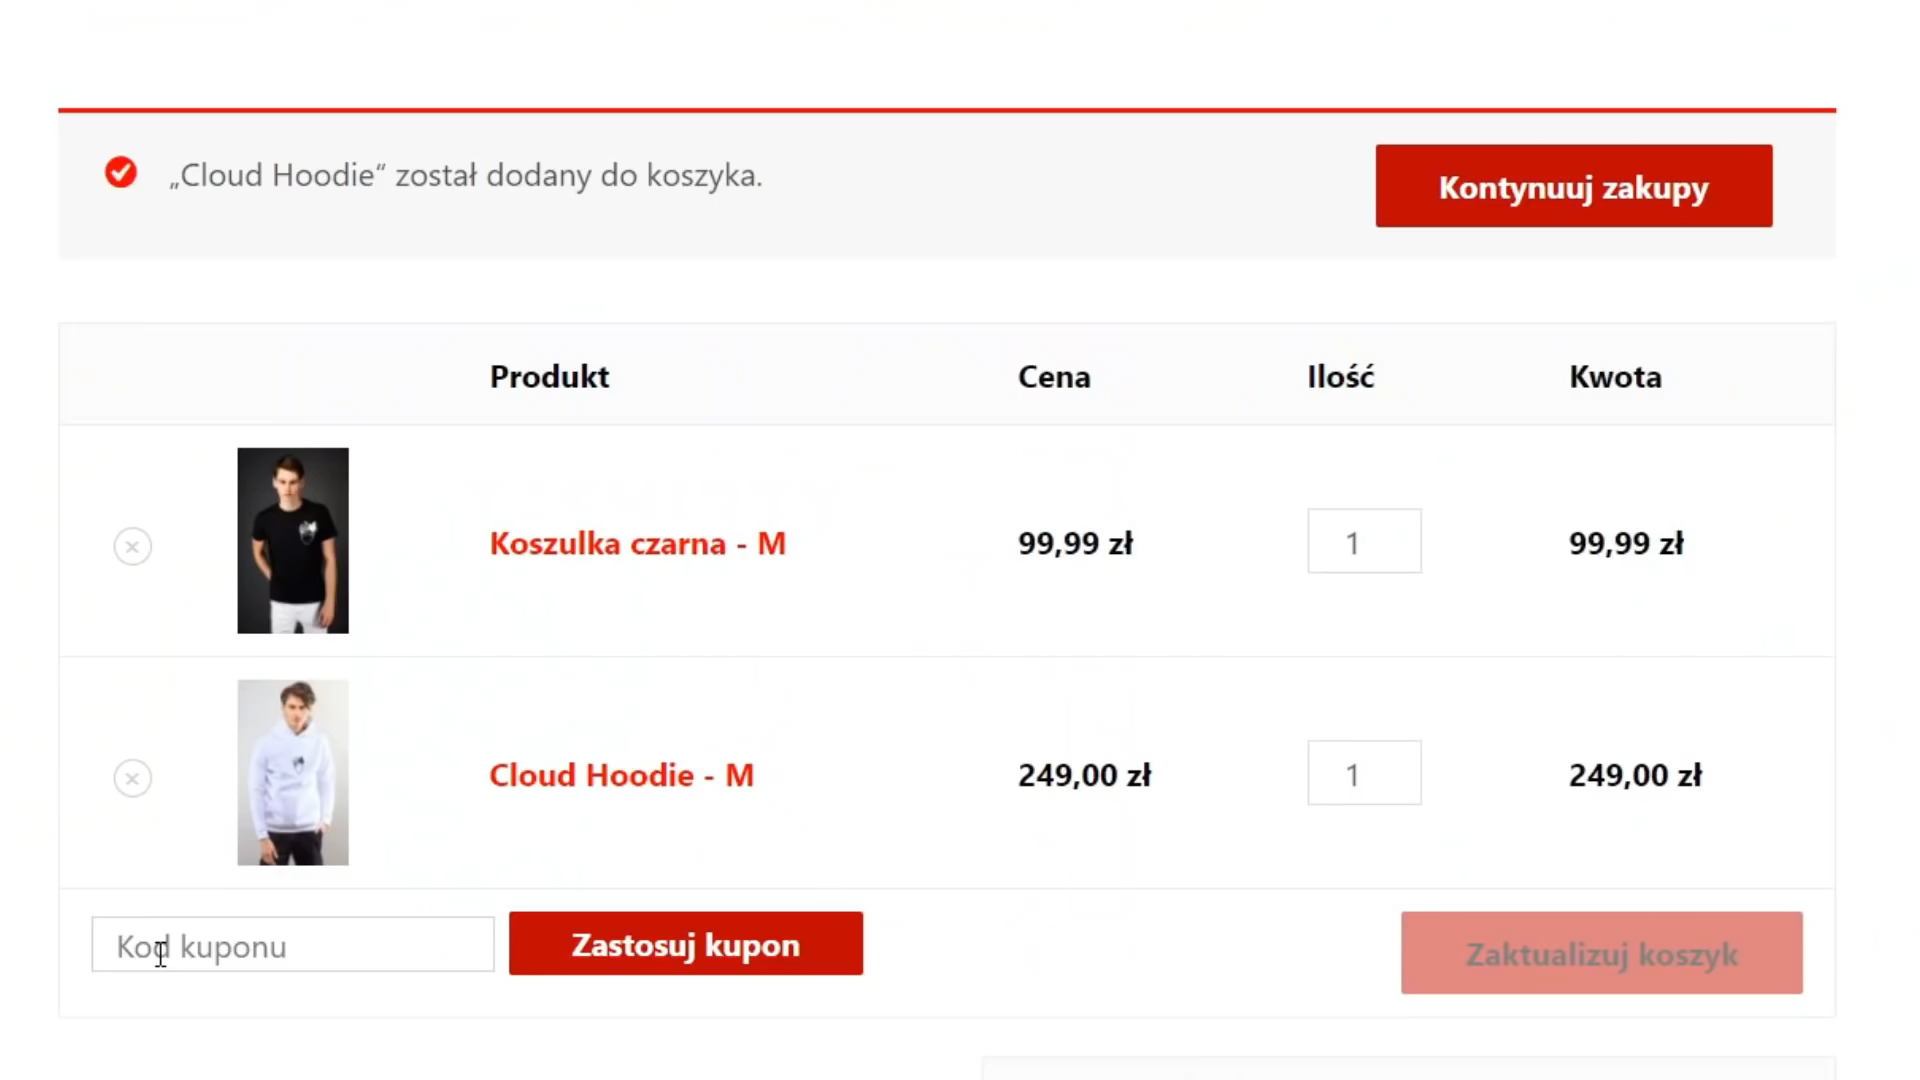 „Cloud Hoodie“ został dodany do koszyka.
Kontynuuj zakupy
Produkt Cena Ilość Kwota
Koszulka czarna - M 99,99 zł 1 99,99 zł
Cloud Hoodie - M 249,00 zł 1 249,00 zł
Kod kuponu Zastosuj kupon Zaktualizuj koszyk